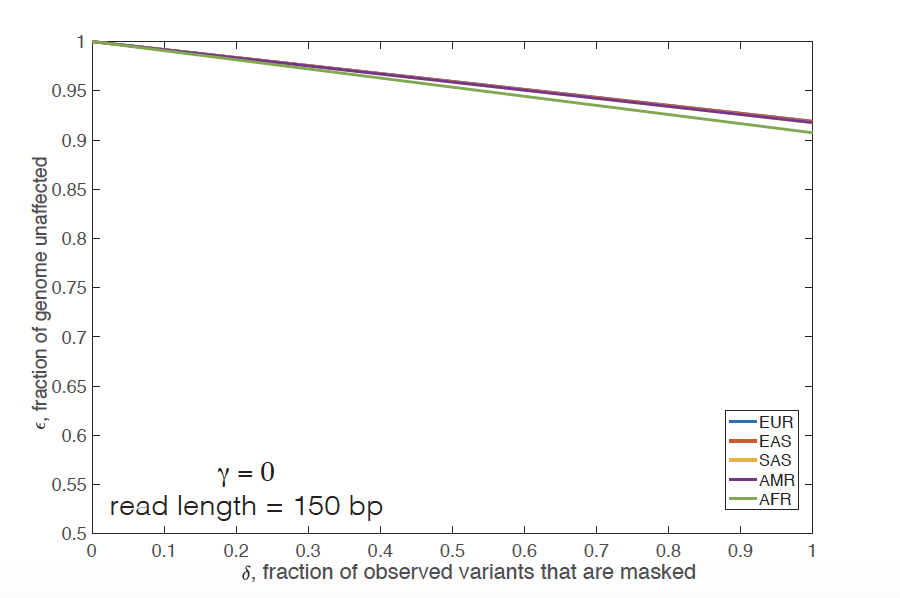 1
0.95
0.9
0.85
0.8
0.75
0.7
0.65
0.6
0.55
0.5
ϵ, fraction of genome unaffected
γ = 0
read length = 150 bp
EUR
EAS
SAS
AMR
AFR
0 0.1 0.2 0.3 0.4 0.5 0.6 0.7 0.8 0.9 1
δ, fraction of observed variants that are masked